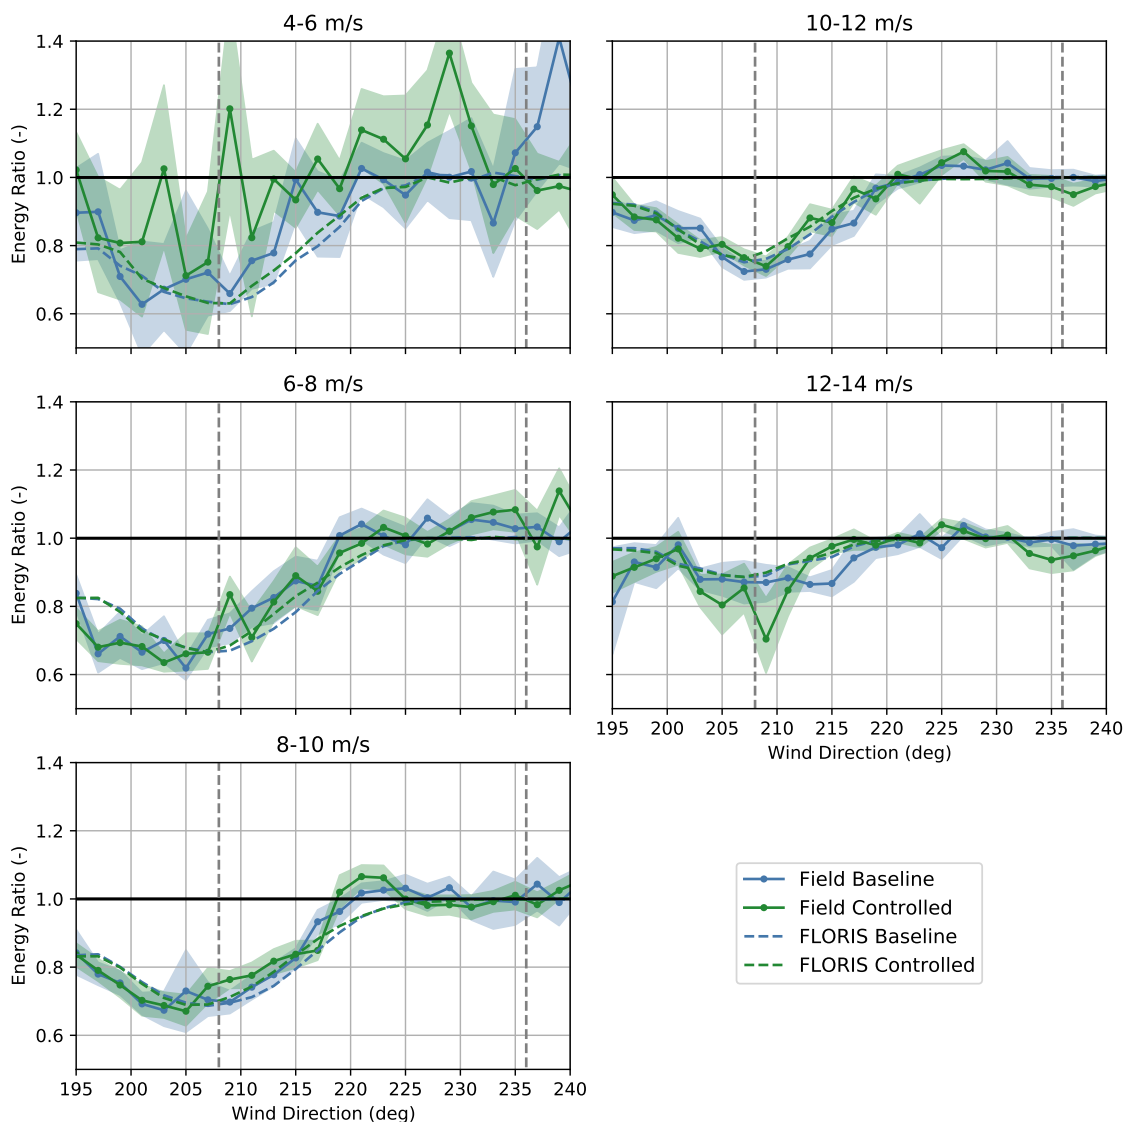 4-6 m/s
Energy Ratio (-)
1.4
1.2
1.0
0.8
0.6
10-12 m/s
6-8 m/s
Energy Ratio (-)
1.4
1.2
1.0
0.8
0.6
12-14 m/s
195 200 205 210 215 220 225 230 235 240
Wind Direction (deg)
8-10 m/s
Energy Ratio (-)
1.4
1.2
1.0
0.8
0.6
195 200 205 210 215 220 225 230 235 240
Wind Direction (deg)
Field Baseline
Field Controlled
FLORIS Baseline
FLORIS Controlled